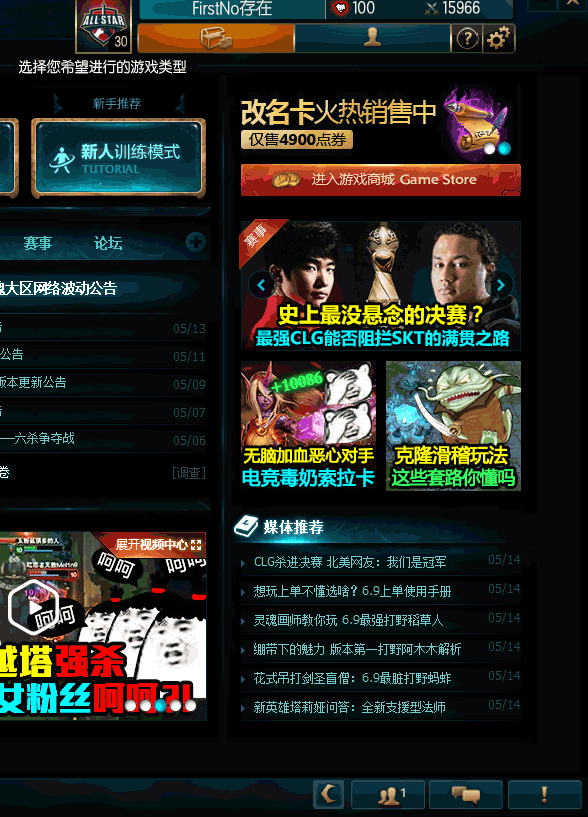 FirstNo存在
100
15966
ALL-STAR
30
选择您希望进行的游戏类型
新手推荐
新人训练模式
TUTORIAL
赛事
论坛
大区网络波动公告
05/13
公告
05/11
版本更新公告
05/09
05/07
——六杀争夺战
05/06
卷
[调查]
展开视频中心
呵呵
呵呵
呵呵
越塔强杀
女粉丝呵呵?!
改名卡火热销售中
仅售4900点券
进入游戏商城 Game Store
赛事
史上最没悬念的决赛？
最强CLG能否阻拦SKT的满贯之路
+10086
无脑加血恶心对手
电竞毒奶索拉卡
克隆滑稽玩法
这些套路你懂吗
媒体推荐
CLG杀进决赛 北美网友：我们是冠军
05/14
想玩上单不懂选啥？6.9上单使用手册
05/14
灵魂画师教你玩 6.9最强打野稻草人
05/14
绷带下的魅力 版本第一打野阿木木解析
05/14
花式吊打剑圣盲僧：6.9最脏打野蚂蚱
05/14
新英雄塔莉娅问答：全新支援型法师
05/14
1